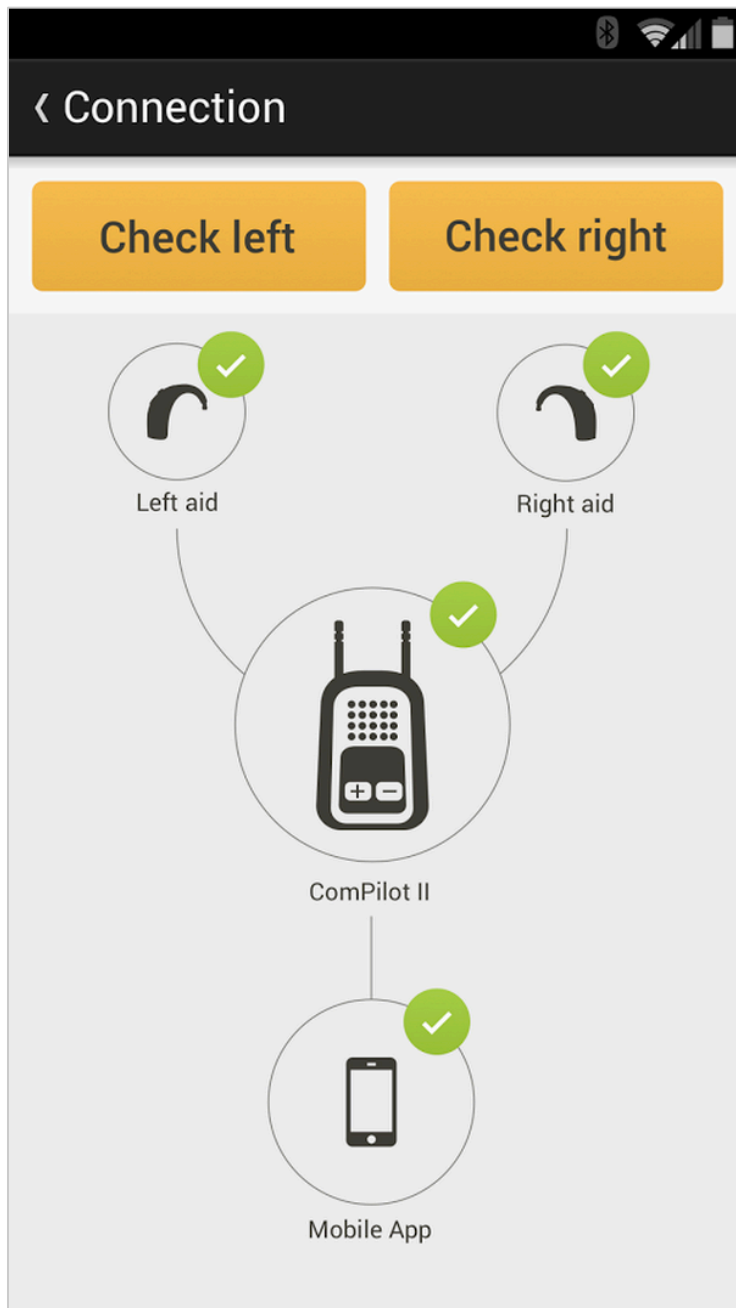 Connection
Check left
Check right
Left aid
Right aid
ComPilot II
Mobile App